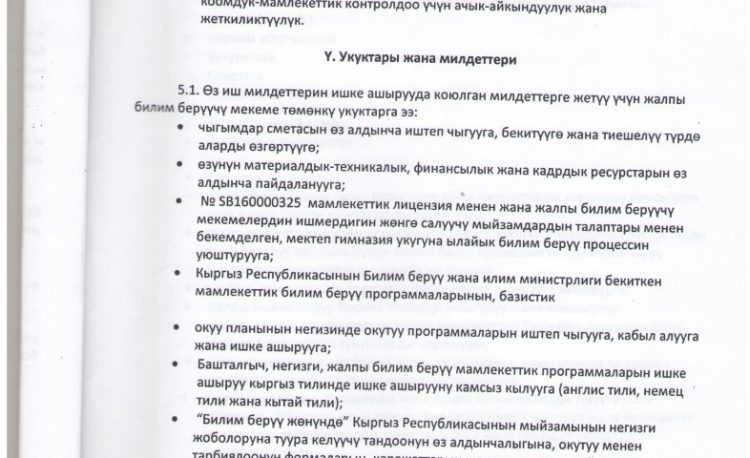 коомдук-мамлекеттик контролдоо үчүн ачык-айкындуулук жана
жеткиликтүүлүк.
Ү. Укуктары жана милдеттери
5.1. Өз иш милдеттерин ишке ашырууда коюлган милдеттерге жетүү үчүн жалпы
билим берүүчү мекеме төмөнкү укуктарга ээ:
• чыгымдар сметасын өз алдынча иштеп чыгууга, бекитүүгө жана тиешелүү түрдө
аларды өзгөртүүгө;
• өзүнүн материалдык-техникалык, финансылык жана кадрдык ресурстарын өз
алдынча пайдаланууга;
• № SB160000325 мамлекеттик лицензия менен жана жалпы билим берүүчү
мекемелердин ишмердигин жөнгө салуучу мыйзамдардын талаптары менен
бекемделген, мектеп гимназия укугуна ылайык билим берүү процессин
уюштурууга;
• Кыргыз Республикасынын Билим берүү жана илим министрлиги бекиткен
мамлекеттик билим берүү программаларынын, базистик
• окуу планынын негизинде окутуу программаларын иштеп чыгууга, кабыл алууга
жана ишке ашырууга;
• Башталгыч, негизги, жалпы билим берүү мамлекеттик программаларын ишке
ашыруу кыргыз тилинде ишке ашырууну камсыз кылууга (англис тили, немец
тили жана кытай тили);
• “Билим берүү жөнүндө” Кыргыз Республикасынын мыйзамынын негизги
жоболоруна туура келүүчү тандоонун өз алдынчалыгына, окутуу менен
тарбиялоонун формаларын,